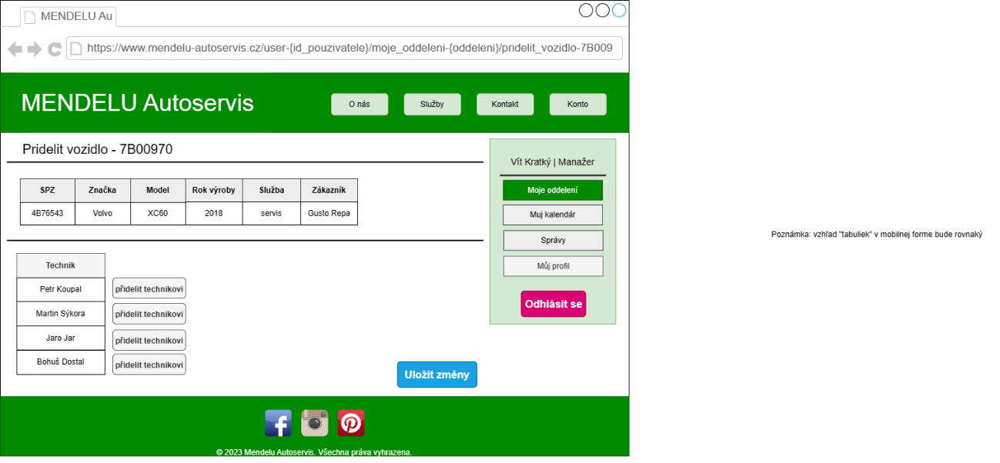 MENDELU Au
https://www.mendelu-autoservis.cz/user-{id_pouzivatele}/moje_oddeleni-{oddeleni}/pridelit_vozidlo-7B009
MENDELU Autoservis
O nás
Služby
Kontakt
Konto
Pridelit vozidlo - 7B00970
SPZ Značka Model Rok výroby Služba Zákazník
4B76543 Volvo XC60 2018 servis Gusto Repa
Vít Kratký | Manažer
Moje oddelení
Muj kalendár
Správy
Můj profil
Odhlásit se
Poznámka: vzhľad "tabuliek" v mobilnej forme bude rovnaký
Technik
Petr Koupal přidelit technikovi
Martin Sýkora přidelit technikovi
Jaro Jar přidelit technikovi
Bohuš Dostal přidelit technikovi
Uložit změny
© 2023 Mendelu Autoservis. Všechna práva vyhrazena.